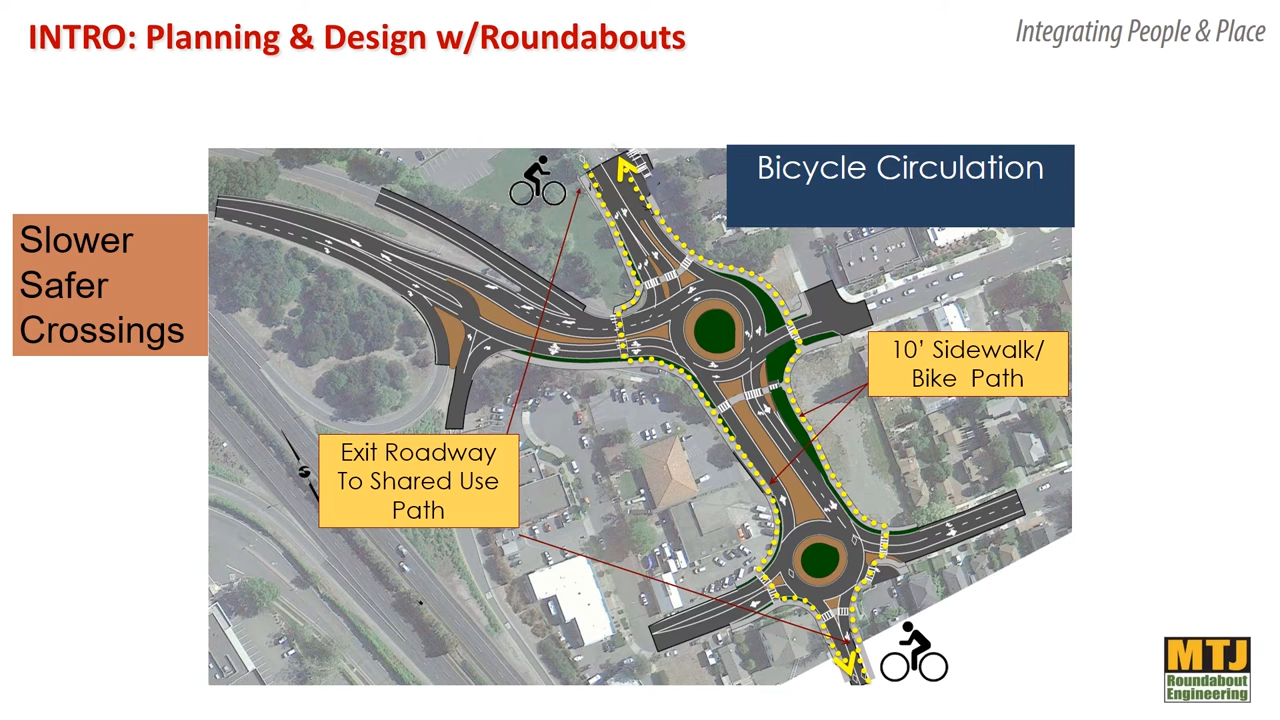 INTRO: Planning & Design w/Roundabouts
Integrating People & Place
Bicycle Circulation
Slower
Safer
Crossings
10’ Sidewalk/
Bike Path
Exit Roadway
To Shared Use
Path
MTJ
Roundabout
Engineering